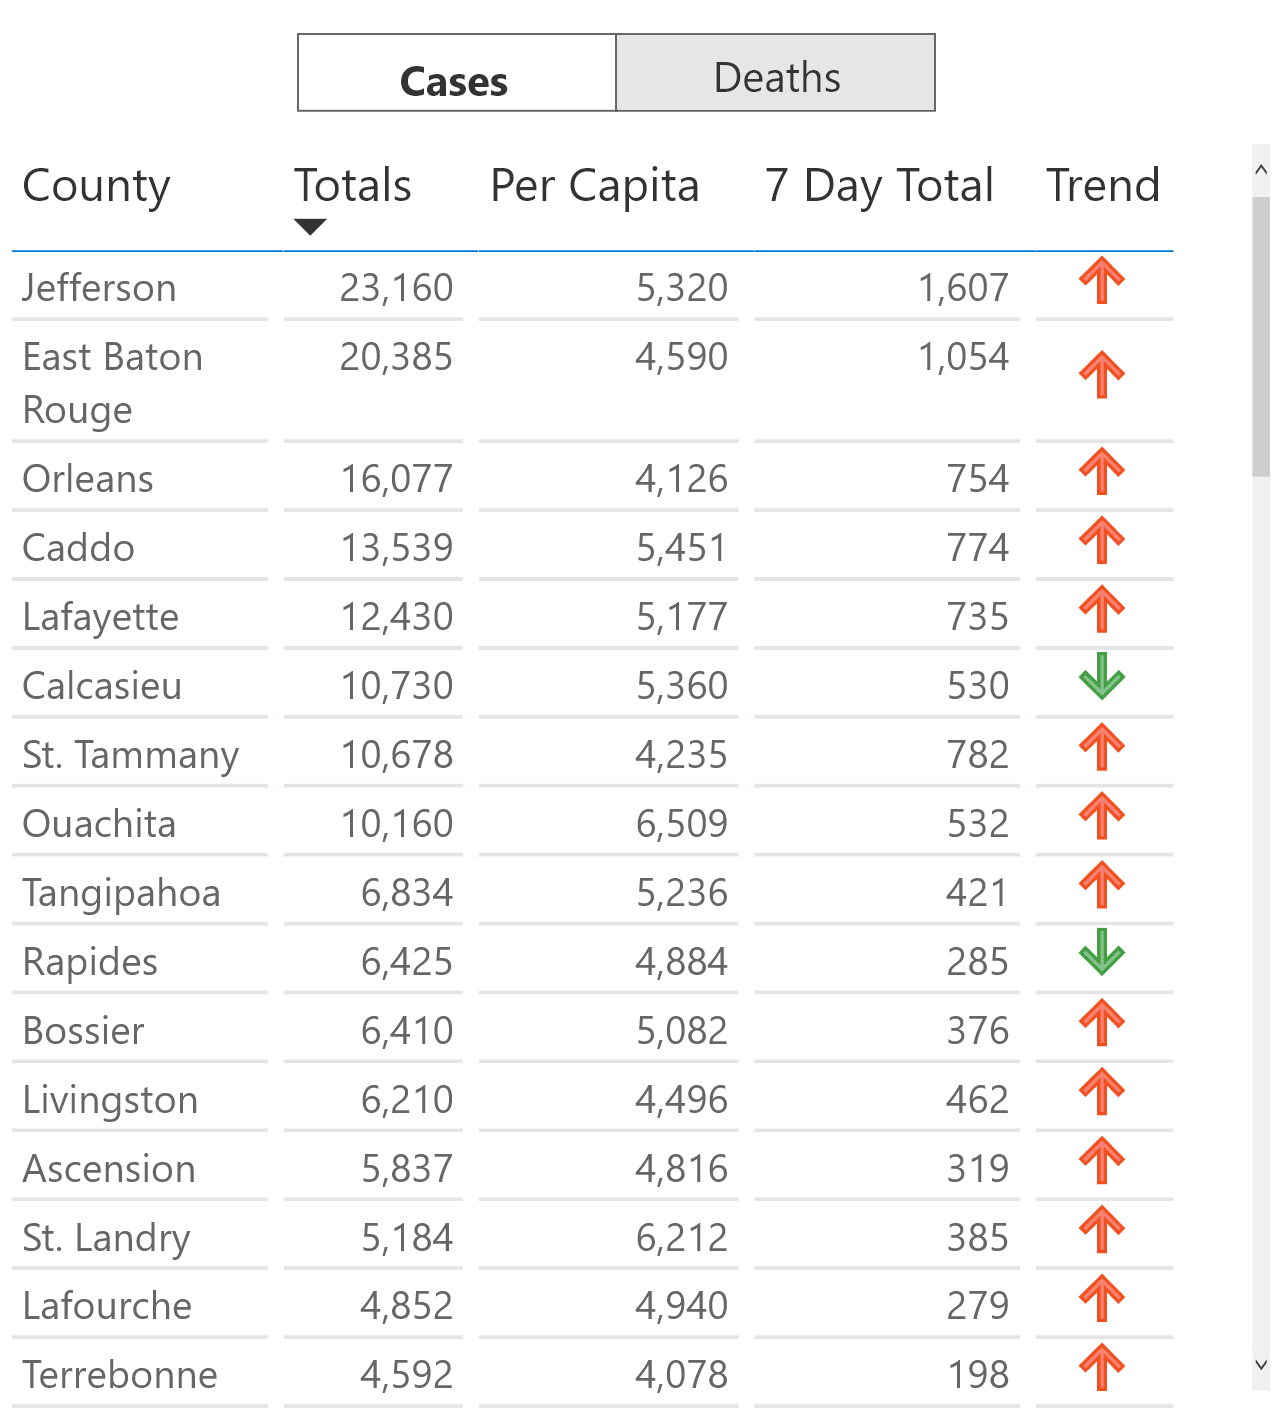 Cases Deaths
County Totals Per Capita 7 Day Total Trend
Jefferson 23,160 5,320 1,607
East Baton 20,385 4,590 1,054
Rouge
Orleans 16,077 4,126 754
Caddo 13,539 5,451 774
Lafayette 12,430 5,177 735
Calcasieu 10,730 5,360 530
St. Tammany 10,678 4,235 782
Ouachita 10,160 6,509 532
Tangipahoa 6,834 5,236 421
Rapides 6,425 4,884 285
Bossier 6,410 5,082 376
Livingston 6,210 4,496 462
Ascension 5,837 4,816 319
St. Landry 5,184 6,212 385
Lafourche 4,852 4,940 279
Terrebonne 4,592 4,078 198